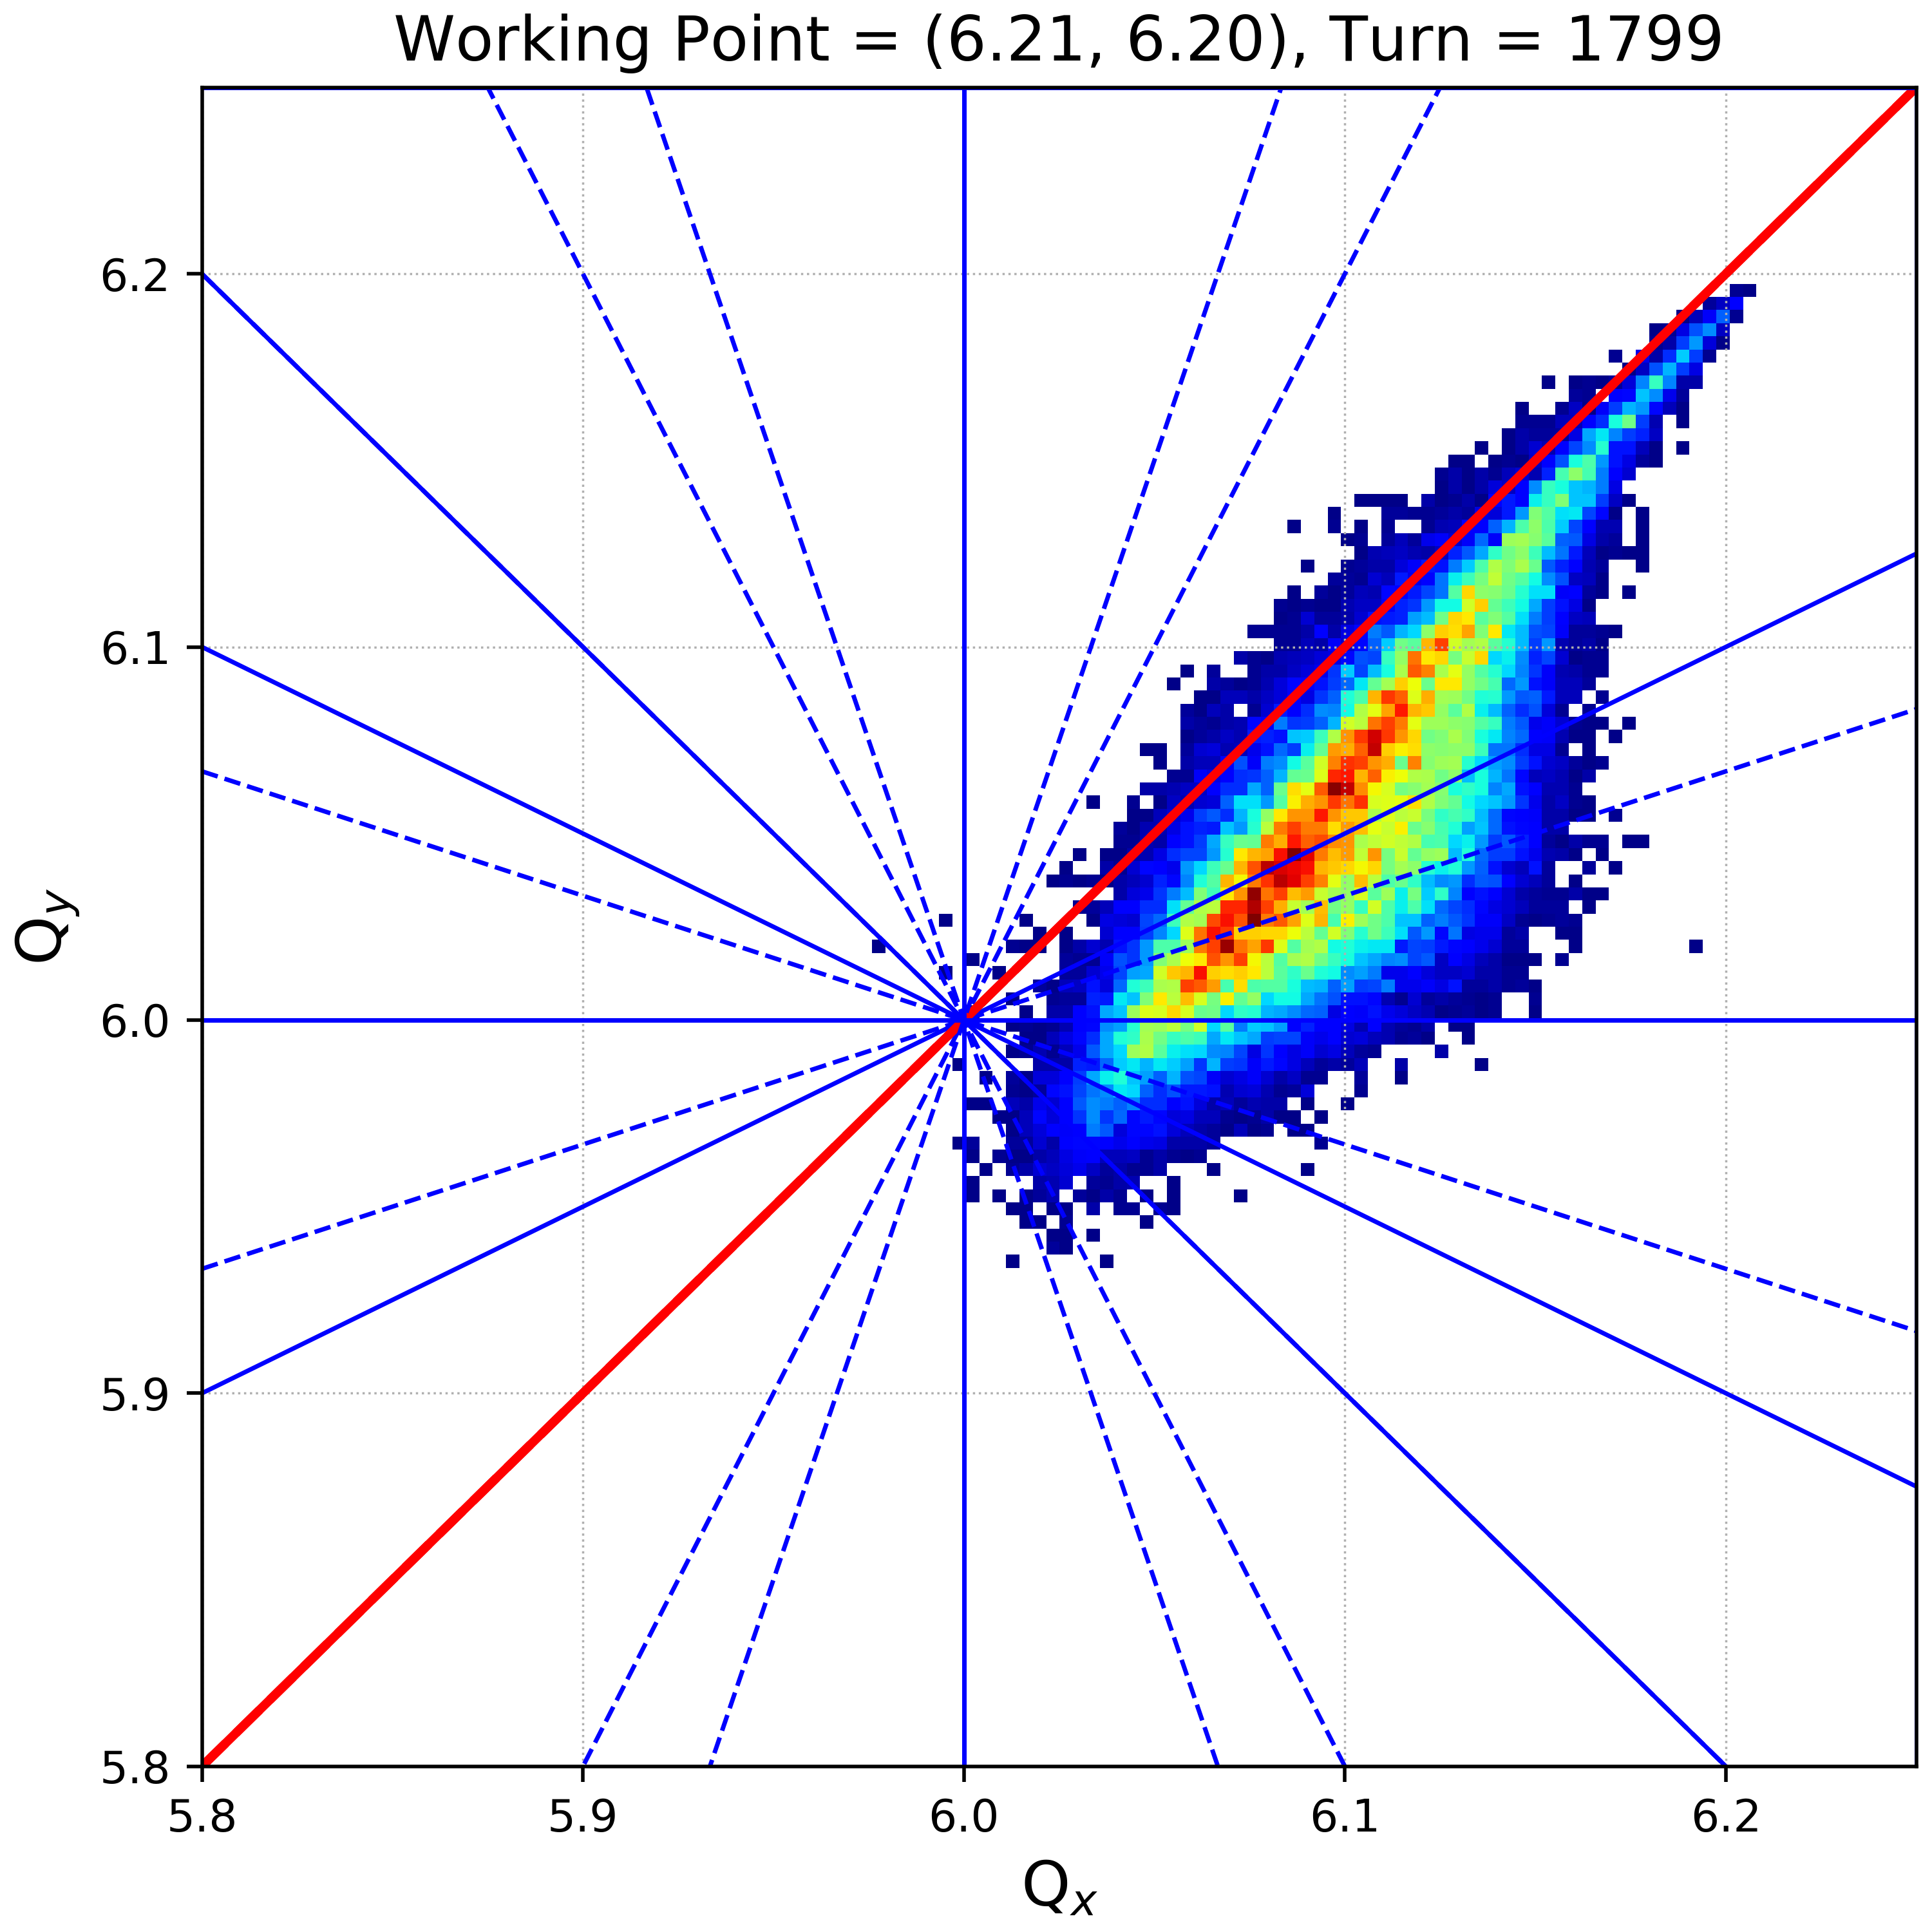 Working Point = (6.21, 6.20), Turn = 1799
6.2
6.1
6.0
5.9
5.8
Qy
5.8 5.9 6.0 6.1 6.2
Qx